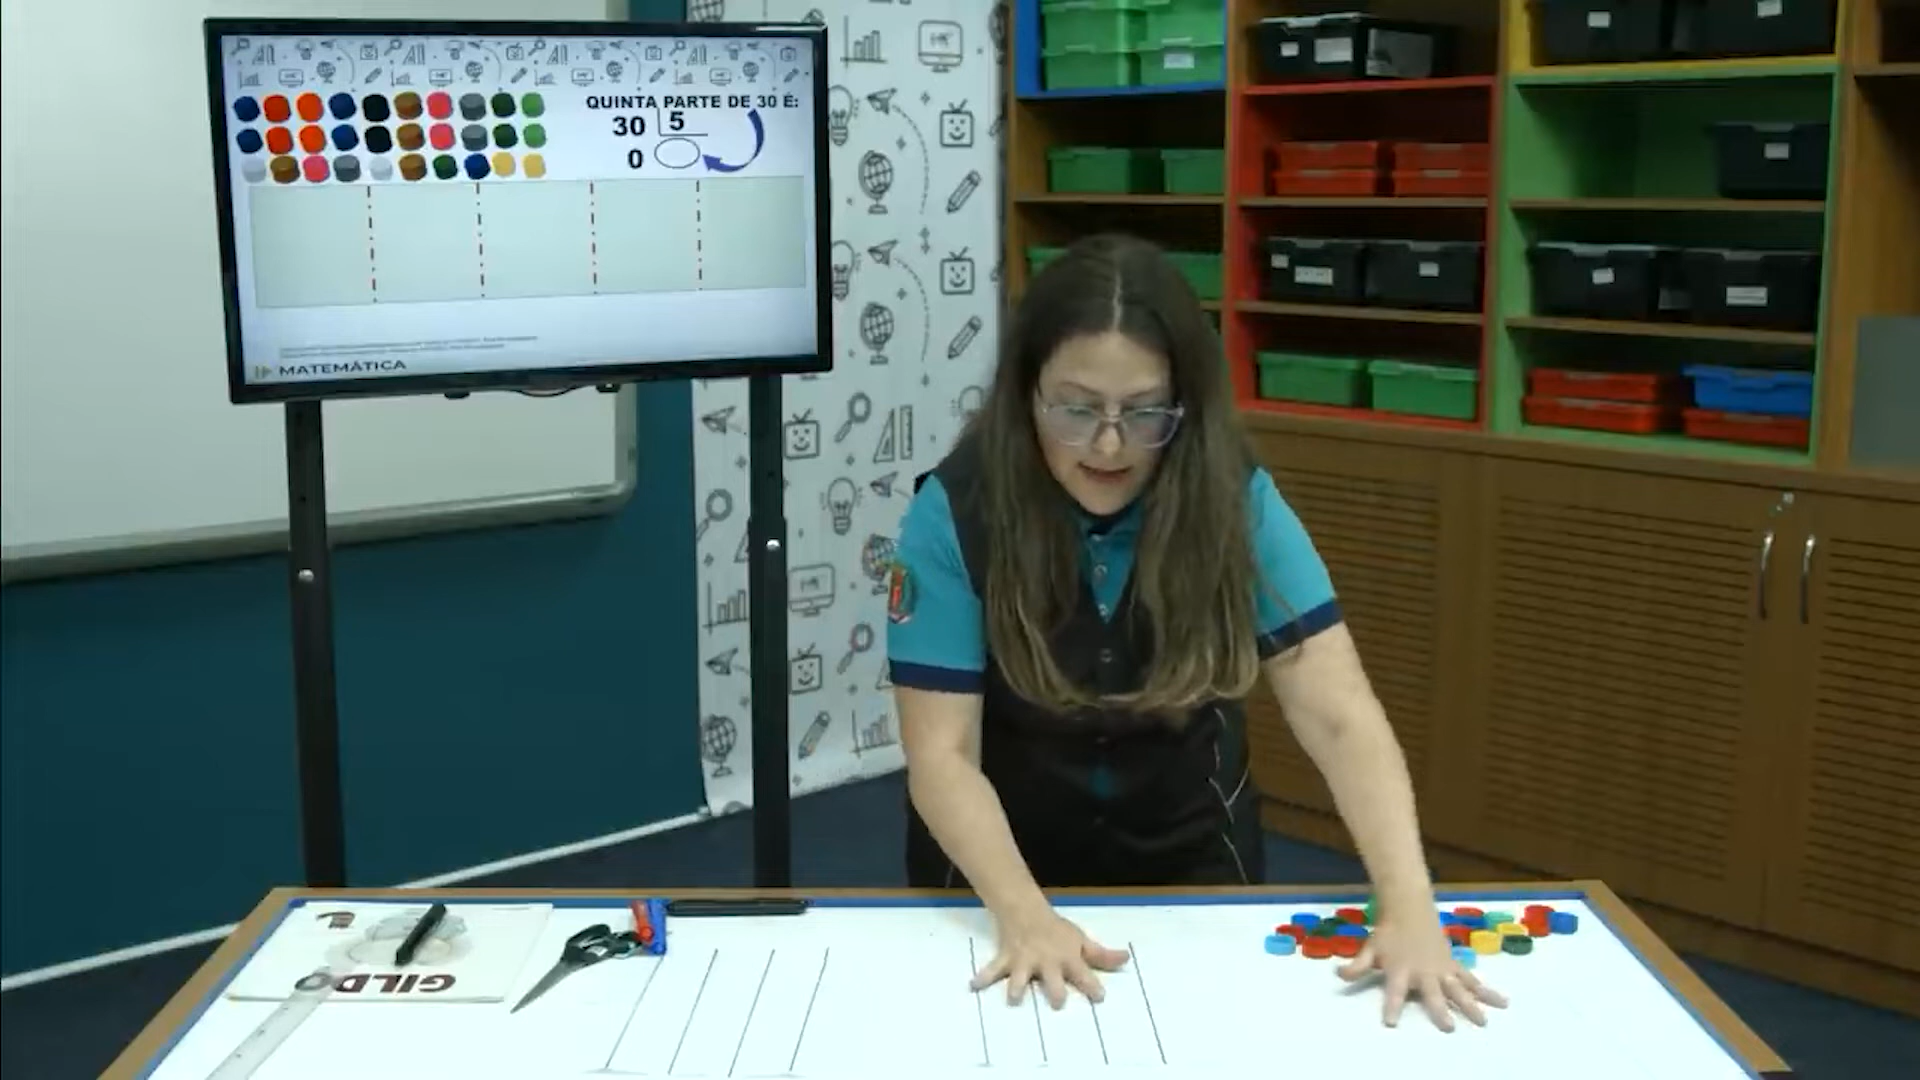 QUINTA PARTE DE 30 É:
30 5
0
MATEMÁTICA
GILDO